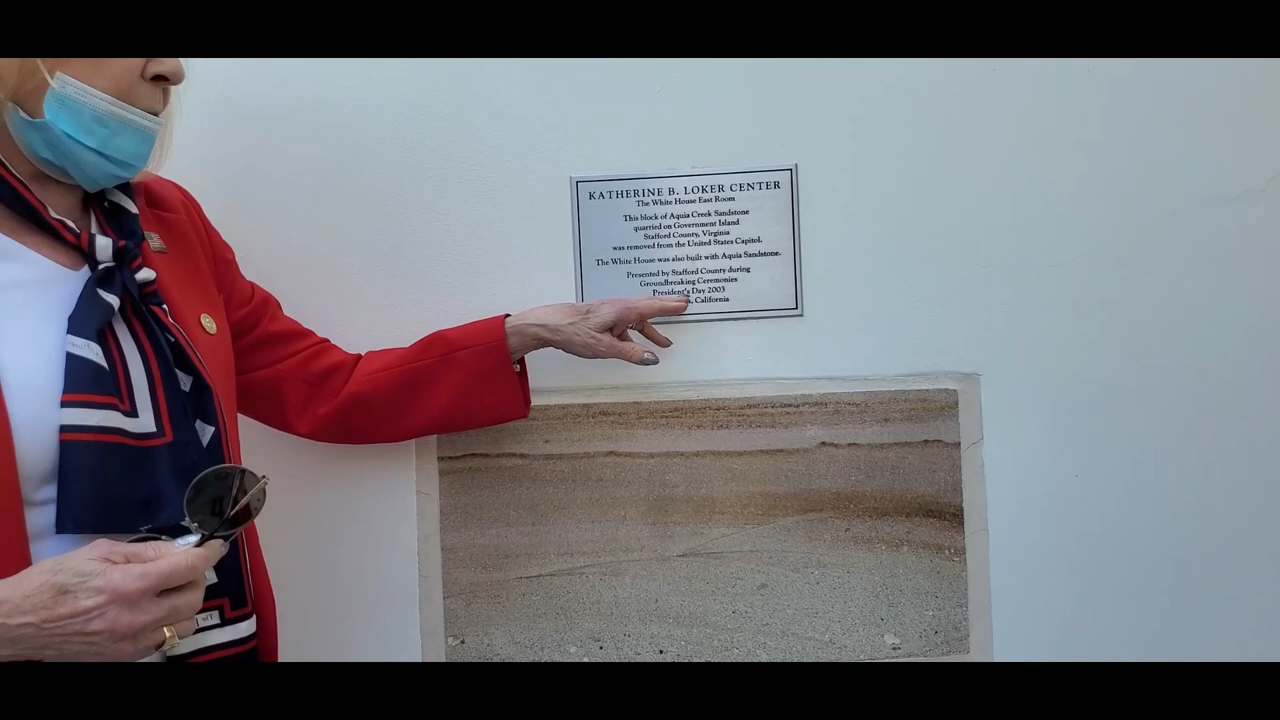 KATHERINE B. LOKER CENTER
The White House East Room
This block of Aquia Creek Sandstone
quarried on Government Island
Stafford County, Virginia
was removed from the United States Capitol.
The White House was also built with Aquia Sandstone.
Presented by Stafford County during
Groundbreaking Ceremonies
President's Day 2003
, California